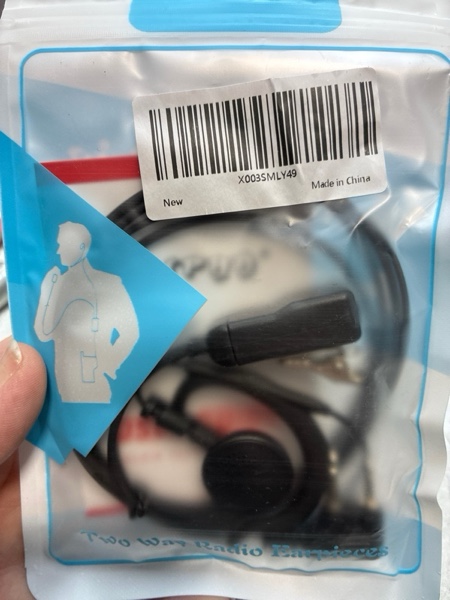 X003SMLY49
New
Made in China
Two Way Radio Earpieces